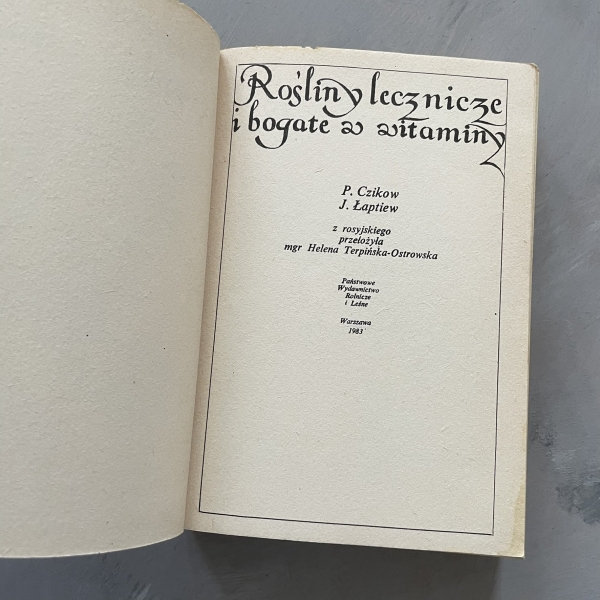 Rośliny lecznicze
i bogate w witaminy
P. Czikow
J. Łaptiew
z rosyjskiego
przełożyła
mgr Helena Terpińska-Ostrowska
Państwowe
Wydawnictwo
Rolnicze
i Leśne
Warszawa
1983